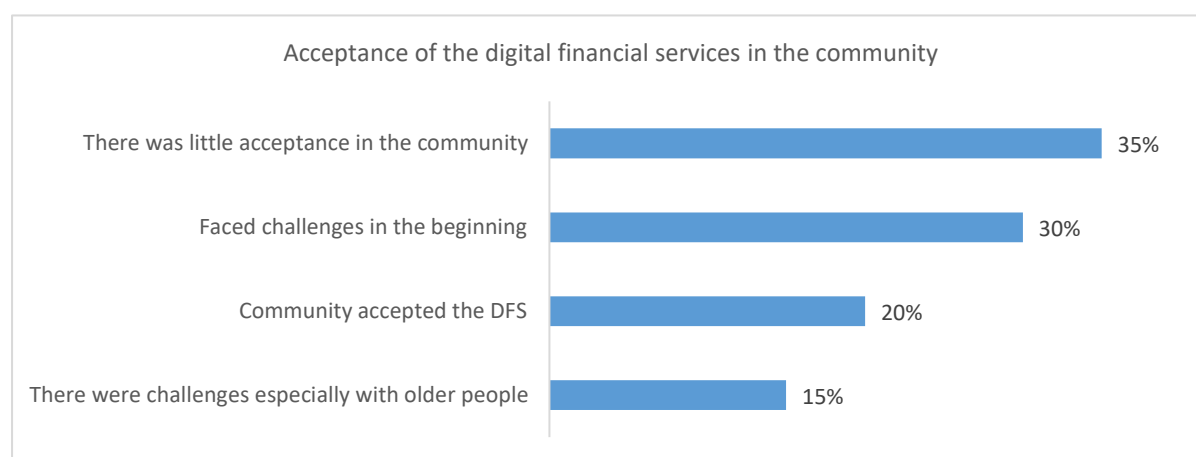 Acceptance of the digital financial services in the community
There was little acceptance in the community
35%
Faced challenges in the beginning
30%
Community accepted the DFS
20%
There were challenges especially with older people
15%